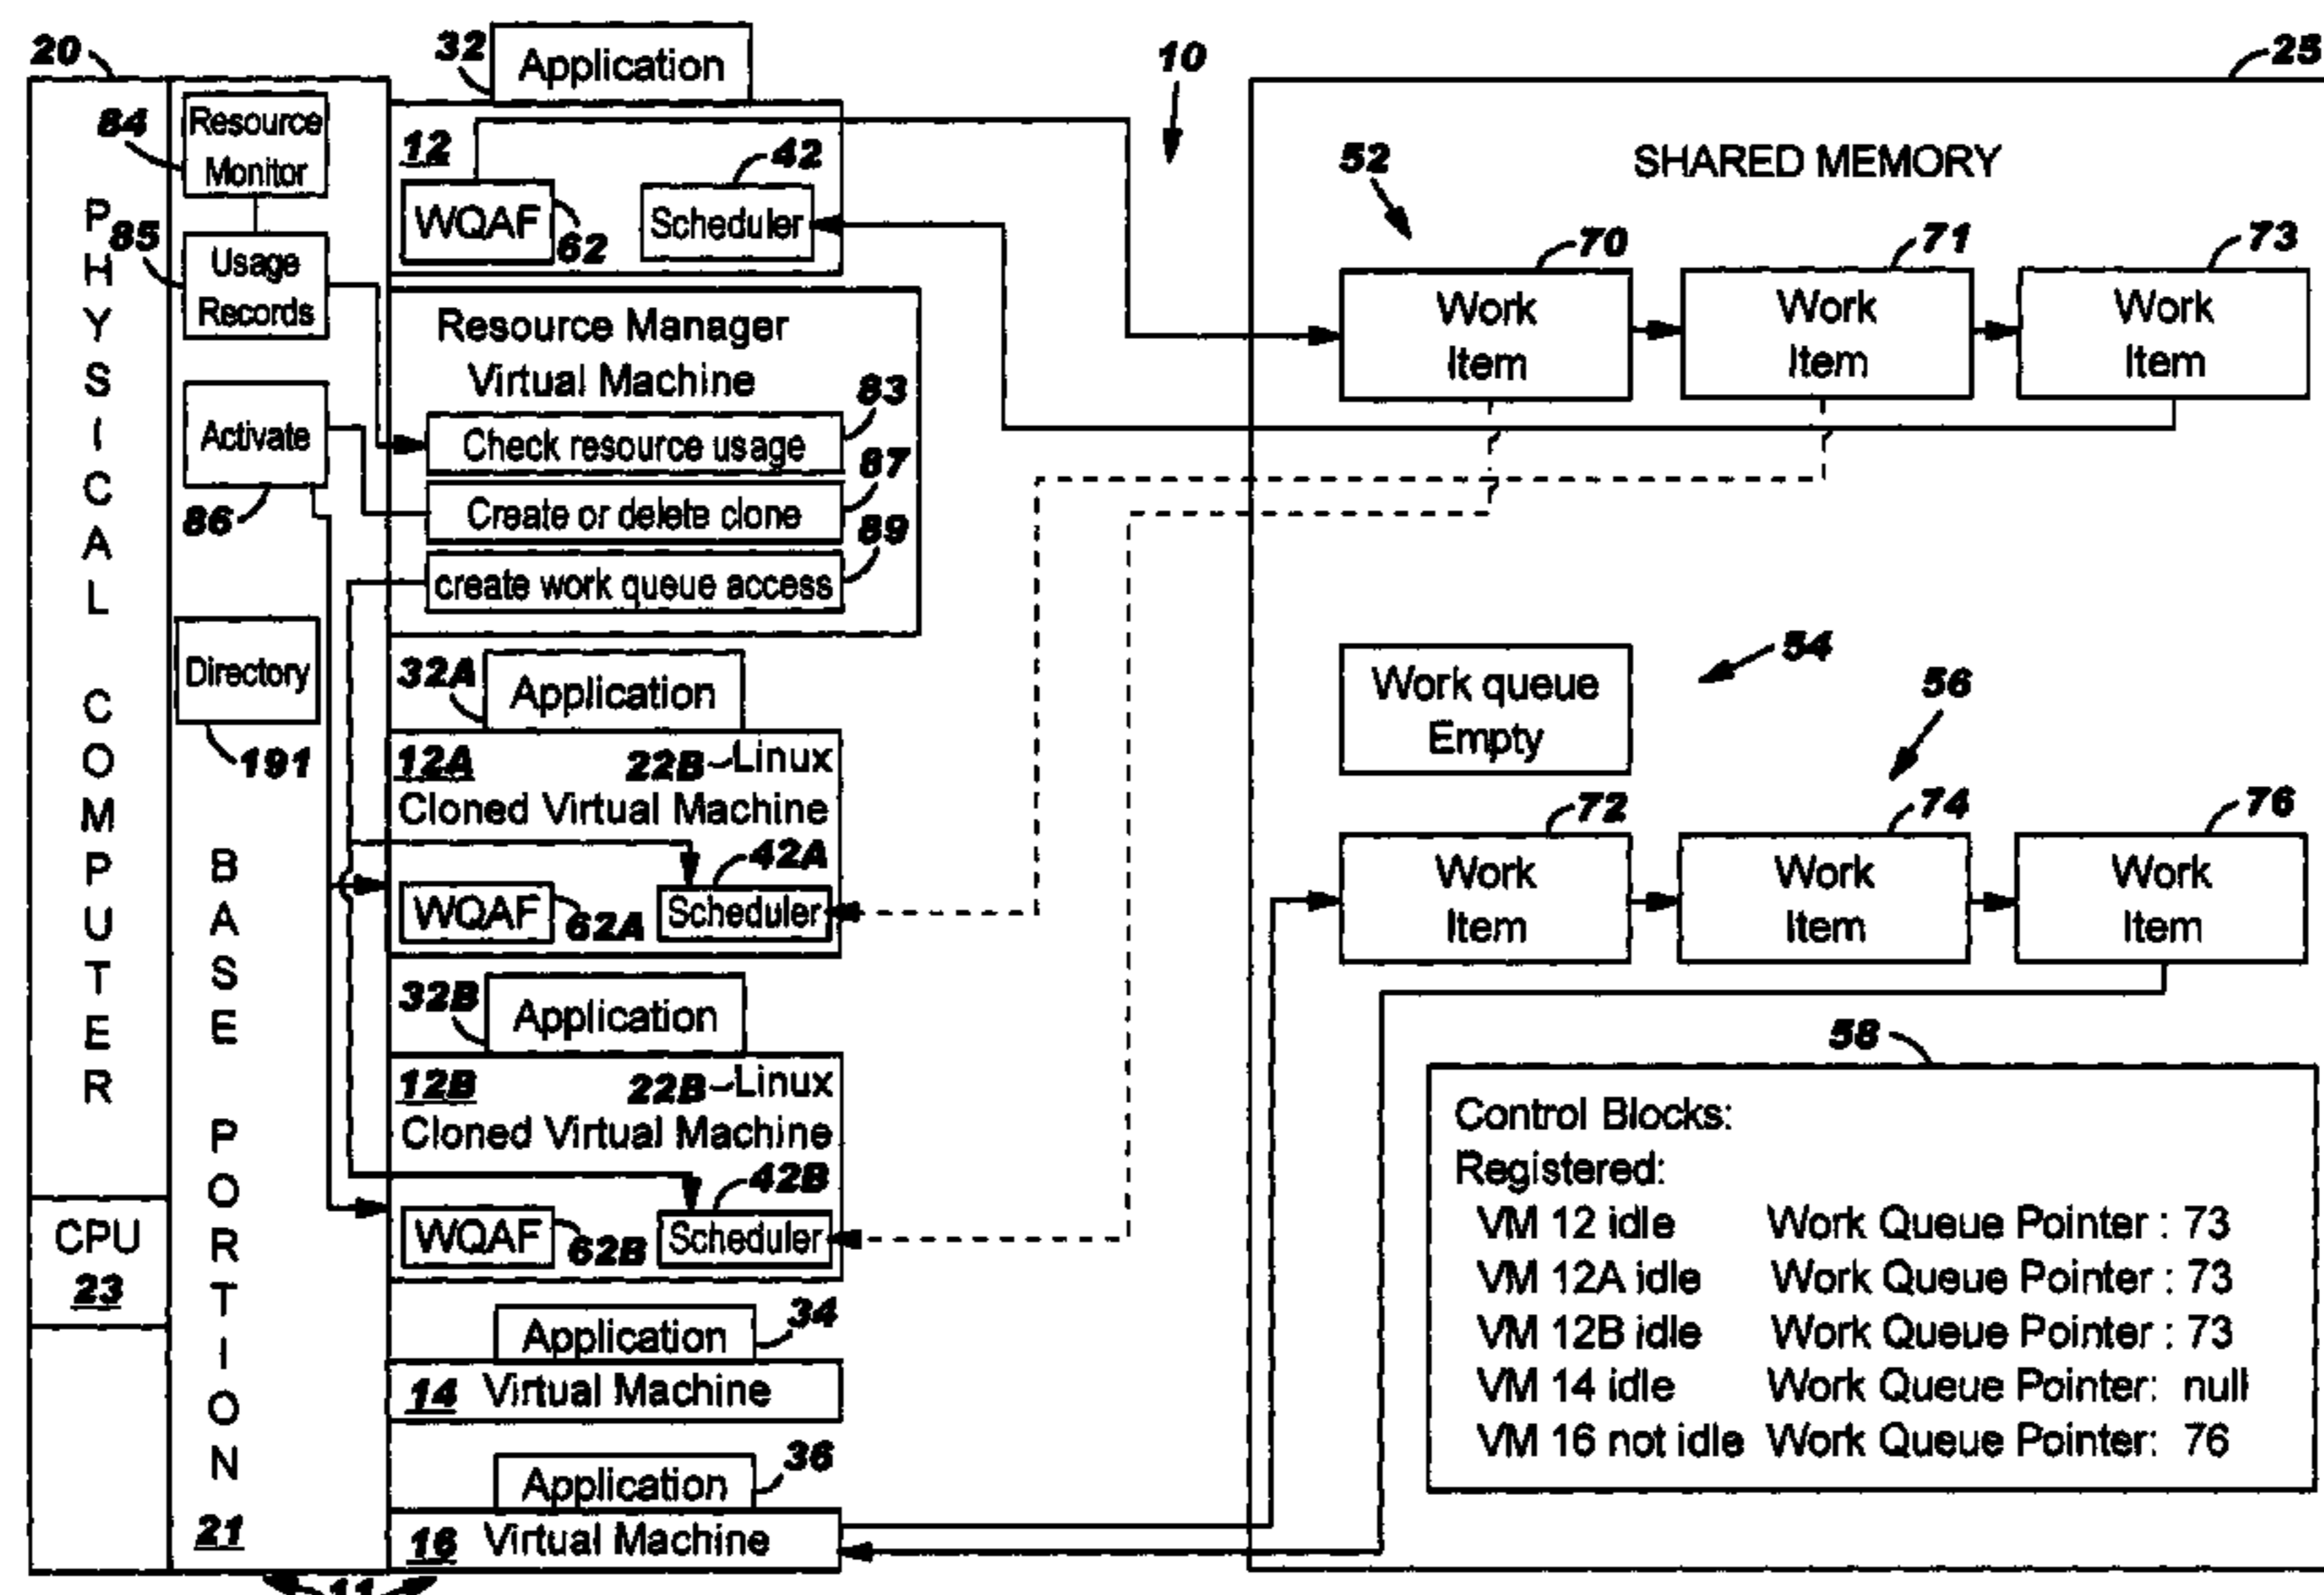 20
32
Application
10
25
84
Resource
Monitor
12
42
WQAF
62
Scheduler
85
Usage
Records
PHYSICAL COMPUTER
Resource Manager
Virtual Machine
83
Check resource usage
87
Create or delete clone
89
create work queue access
Activate
86
Directory
191
32A
Application
12A
22B
Linux
Cloned Virtual Machine
42A
WQAF
62A
Scheduler
32B
Application
12B
22B
Linux
Cloned Virtual Machine
42B
WQAF
62B
Scheduler
BASE PORTION
21
CPU
23
Application
34
14 Virtual Machine
Application
36
16 Virtual Machine
11
SHARED MEMORY
52
70
71
73
Work
Item
Work
Item
Work
Item
54
Work queue
Empty
56
72
74
76
Work
Item
Work
Item
Work
Item
58
Control Blocks:
Registered:
VM 12 idle Work Queue Pointer : 73
VM 12A idle Work Queue Pointer : 73
VM 12B idle Work Queue Pointer : 73
VM 14 idle Work Queue Pointer: null
VM 16 not idle Work Queue Pointer: 76